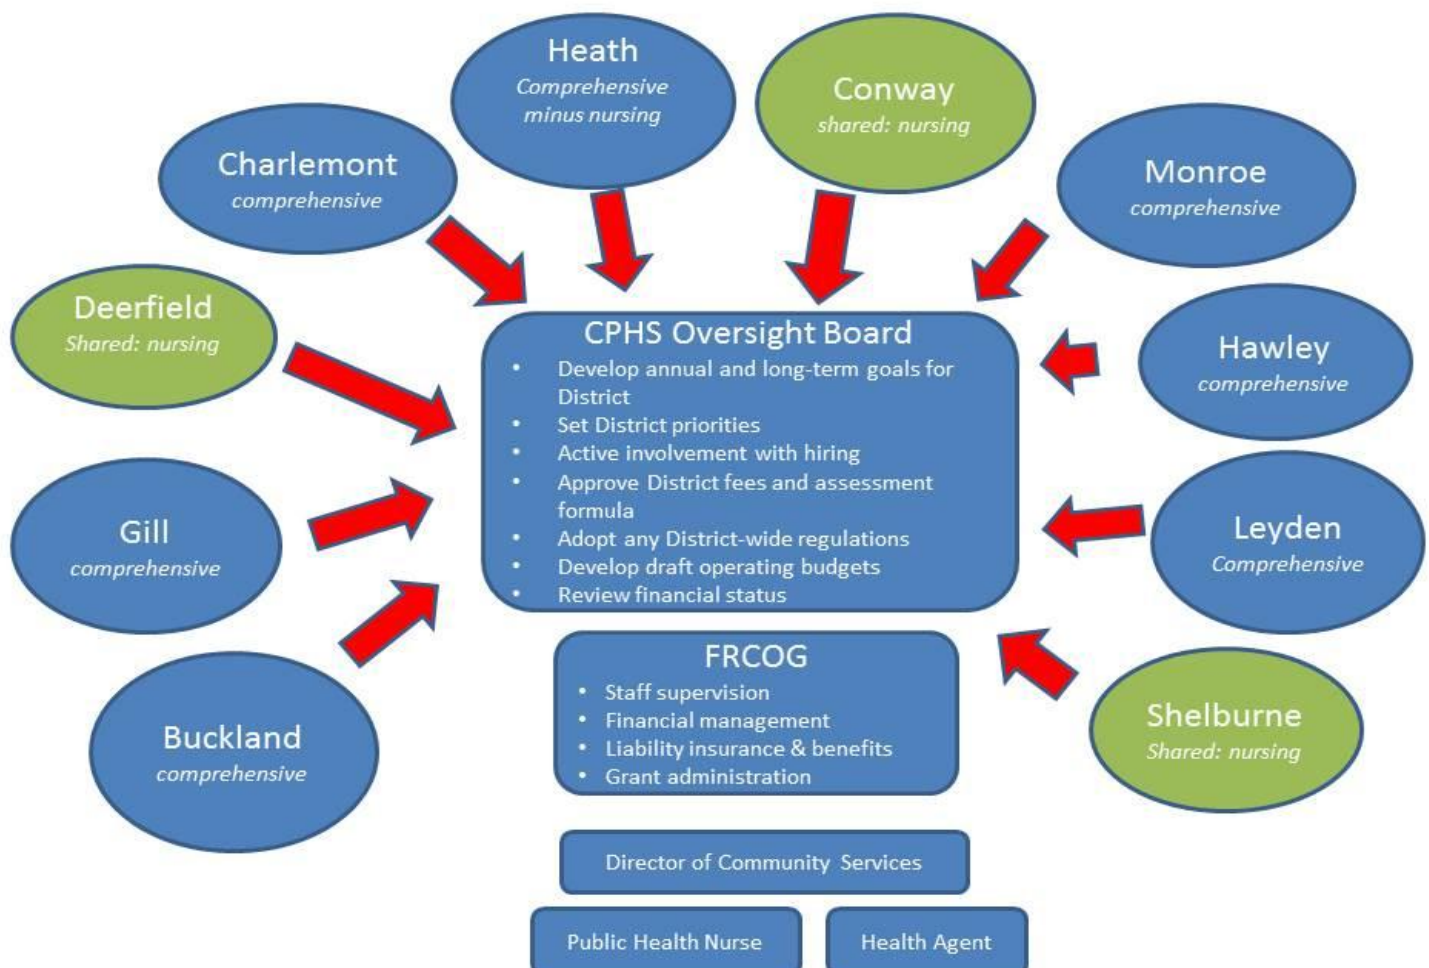 Heath
Comprehensive
minus nursing
Conway
shared: nursing
Charlemont
comprehensive
Monroe
comprehensive
Deerfield
Shared: nursing
Hawley
comprehensive
Gill
comprehensive
Leyden
Comprehensive
Buckland
comprehensive
Shelburne
Shared: nursing
CPHS Oversight Board
• Develop annual and long-term goals for
District
• Set District priorities
• Active involvement with hiring
• Approve District fees and assessment
formula
• Adopt any District-wide regulations
• Develop draft operating budgets
• Review financial status
FRCOG
• Staff supervision
• Financial management
• Liability insurance & benefits
• Grant administration
Director of Community Services
Public Health Nurse
Health Agent